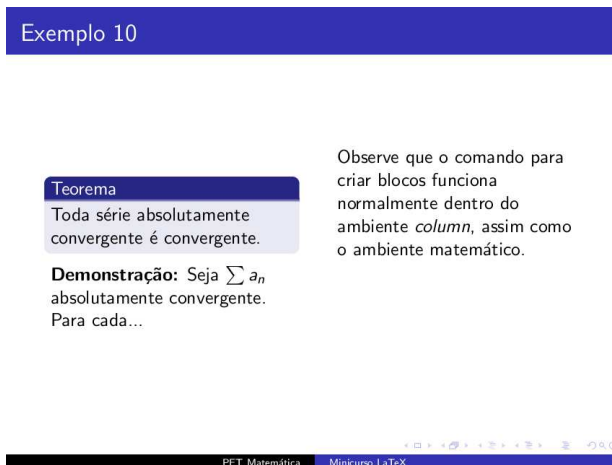 Exemplo 10
Teorema
Toda série absolutamente
convergente é convergente.
Demonstração: Seja ∑ aₙ
absolutamente convergente.
Para cada...
Observe que o comando para
criar blocos funciona
normalmente dentro do
ambiente column, assim como
o ambiente matemático.
PET Matemática Minicurso LaTeX